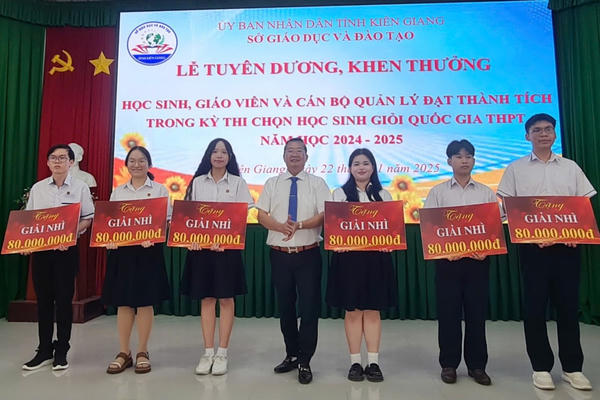 ỦY BAN NHÂN DÂN TỈNH KIÊN GIANG
SỞ GIÁO DỤC VÀ ĐÀO TẠO
LỄ TUYÊN DƯƠNG, KHEN THƯỞNG
HỌC SINH, GIÁO VIÊN VÀ CÁN BỘ QUẢN LÝ ĐẠT THÀNH TÍCH
TRONG KỲ THI CHỌN HỌC SINH GIỎI QUỐC GIA THPT
NĂM HỌC 2024 - 2025
Giang 22 1 2025
Tặng
GIẢI NHÌ
80.000.000đ
Tặng
GIẢI NHÌ
80.000.000đ
Tặng
GIẢI NHÌ
80.000.000đ
Tặng
GIẢI NHÌ
80.000.000đ
Tặng
GIẢI NHÌ
80.000.000đ
Tặng
GIẢI NHÌ
80.000.000đ